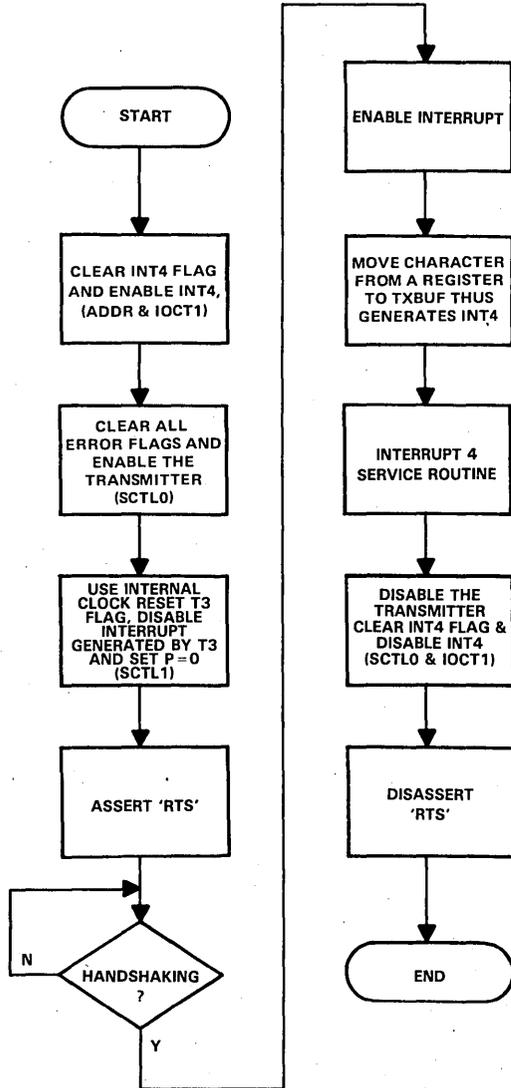 START
CLEAR INT4 FLAG
AND ENABLE INT4,
(ADDR & IOCT1)
CLEAR ALL
ERROR FLAGS AND
ENABLE THE
TRANSMITTER
(SCTL0)
USE INTERNAL
CLOCK RESET T3
FLAG, DISABLE
INTERRUPT
GENERATED BY T3
AND SET P=0
(SCTL1)
ASSERT 'RTS'
N
HANDSHAKING
?
Y
ENABLE INTERRUPT
MOVE CHARACTER
FROM A REGISTER
TO TXBUF THUS
GENERATES INT4
INTERRUPT 4
SERVICE ROUTINE
DISABLE THE
TRANSMITTER
CLEAR INT4 FLAG &
DISABLE INT4
(SCTL0 & IOCT1)
DISASSERT
'RTS'
END